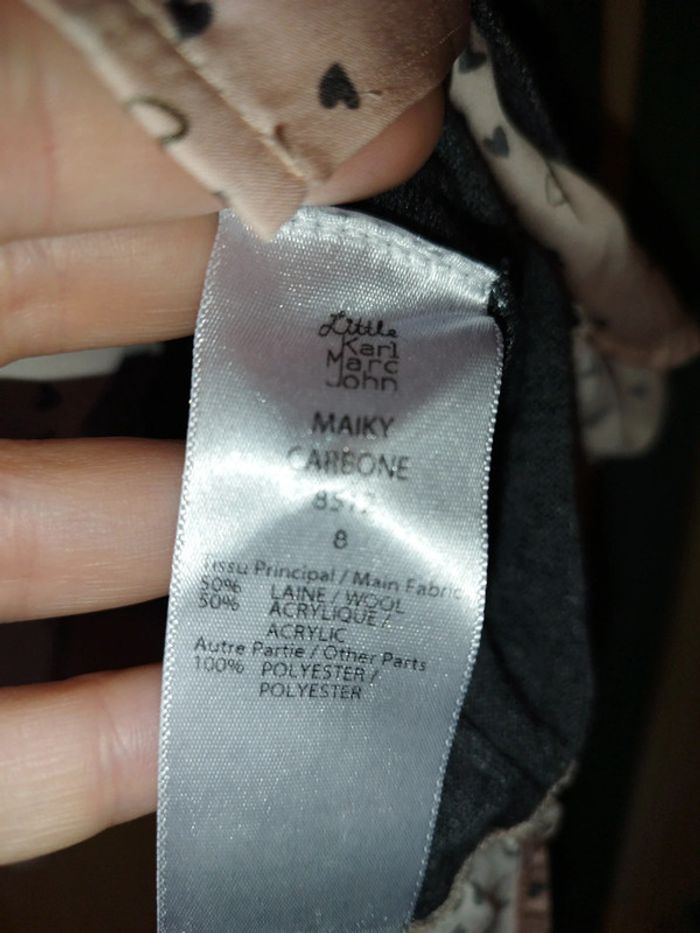 Little
Karl
Marc
John
MAIKY
CARBONE
8
Tissu Principal / Main Fabric
50% LAINE / WOOL
50% ACRYLIQUE /
ACRYLIC
Autre Partie / Other Parts
100% POLYESTER /
POLYESTER